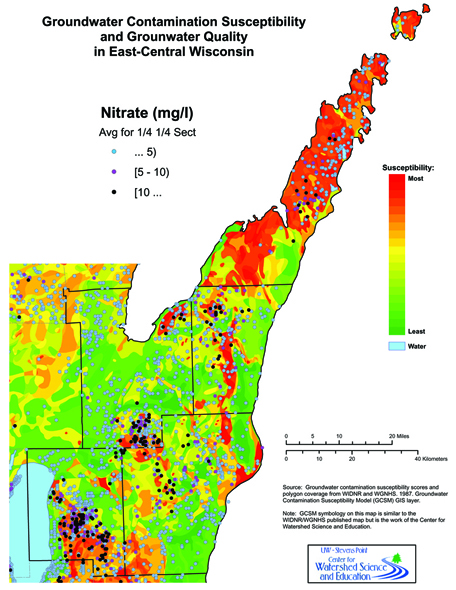 Groundwater Contamination Susceptibility
and Grounwater Quality
in East-Central Wisconsin
Nitrate (mg/l)
Avg for 1/4 1/4 Sect
... 5)
[5 - 10)
[10 ...
Susceptibility:
Most
Least
Water
0 5 10 20 Miles
0 10 20 40 Kilometers
Source: Groundwater contamination susceptibility scores and
polygon coverage from WIDNR and WGNHS. 1987, Groundwater
Contamination Susceptibility Model (GCSM) GIS layer.
Note: GCSM symbology on this map is similar to the
WIDNR/WGNHS published map but is the work of the Center for
Watershed Science and Education.
UW - Stevens Point
Center for
Watershed Science
and Education